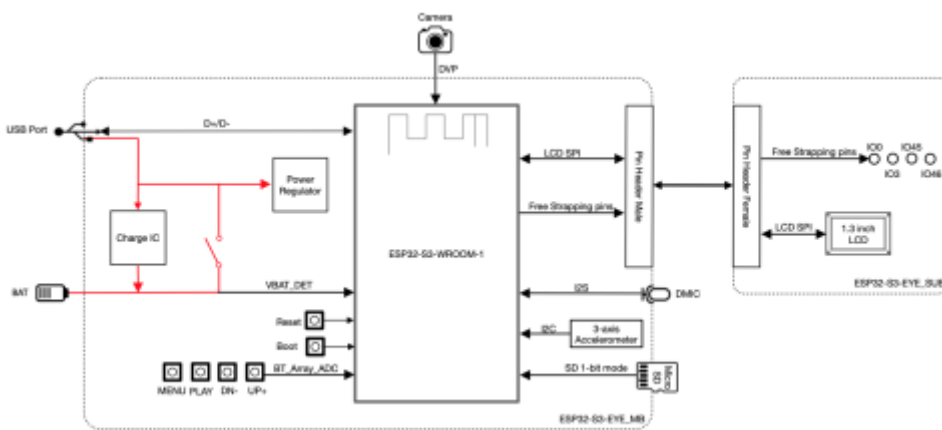 Camera
DVP
USB Port
D+/D-
Power
Regulator
Charge IC
BAT
VBAT_DET
Reset
Boot
BT_Array_ADC
MENU PLAY DN- UP+
ESP32-S3-WROOM-1
LCD SPI
Free Strapping pins
I2S
DMIC
I2C
3-axis
Accelerometer
SD 1-bit mode
Micro
SD
ESP32-S3-EYE_MB
Pin Header Male
Pin Header Female
Free Strapping pins
IO0 IO45
IO3 IO46
LCD SPI
1.3 inch
LCD
ESP32-S3-EYE_SUB